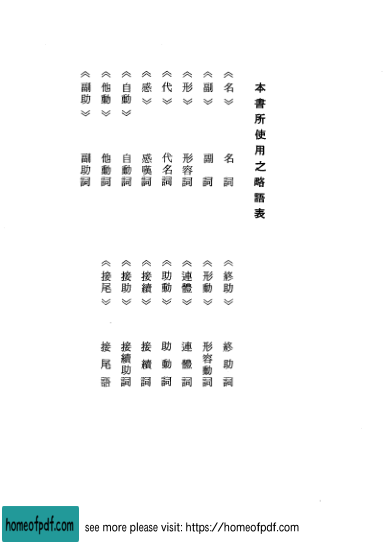 本書所使用之略語表
《名》 名詞
《副》 副詞
《形》 形容詞
《代》 代名詞
《感》 感嘆詞
《自動》 自動詞
《他動》 他動詞
《副助》 副助詞
《終助》 終助詞
《形動》 形容動詞
《連體》 連體詞
《助動》 助動詞
《接續》 接續詞
《接助》 接續助詞
《接尾》 接尾語
homeofpdf.com
see more please visit: https://homeofpdf.com